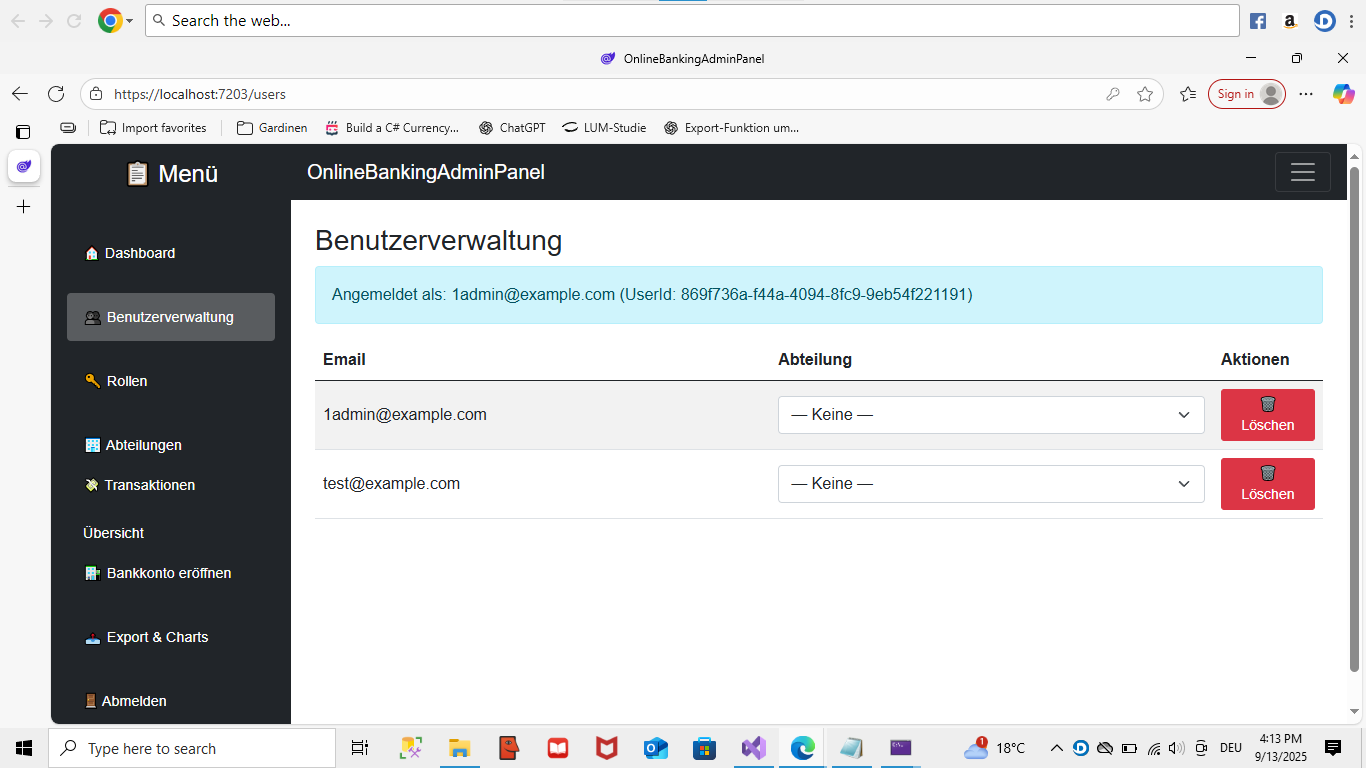 Search the web...
OnlineBankingAdminPanel
https://localhost:7203/users
Sign in
Import favorites
Gardinen
Build a C# Currency...
ChatGPT
LUM-Studie
Export-Funktion um...
Menü
OnlineBankingAdminPanel
Dashboard
Benutzerverwaltung
Rollen
Abteilungen
Transaktionen
Übersicht
Bankkonto eröffnen
Export & Charts
Abmelden
Benutzerverwaltung
Angemeldet als: 1admin@example.com (UserId: 869f736a-f44a-4094-8fc9-9eb54f221191)
Email Abteilung Aktionen
1admin@example.com — Keine — Löschen
test@example.com — Keine — Löschen
Type here to search
1
18°C
DEU
4:13 PM
9/13/2025